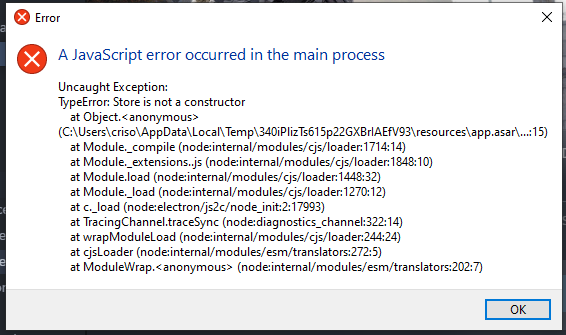 Error
A JavaScript error occurred in the main process
Uncaught Exception:
TypeError: Store is not a constructor
at Object.<anonymous>
(C:\Users\criso\AppData\Local\Temp\340iPlizTs615p22GXBrlAEfV93\resources\app.asar\...:15)
at Module._compile (node:internal/modules/cjs/loader:1714:14)
at Module._extensions..js (node:internal/modules/cjs/loader:1848:10)
at Module.load (node:internal/modules/cjs/loader:1448:32)
at Module._load (node:internal/modules/cjs/loader:1270:12)
at c._load (node:electron/js2c/node_init:2:17993)
at TracingChannel.traceSync (node:diagnostics_channel:322:14)
at wrapModuleLoad (node:internal/modules/cjs/loader:244:24)
at cjsLoader (node:internal/modules/esm/translators:272:5)
at ModuleWrap.<anonymous> (node:internal/modules/esm/translators:202:7)
OK